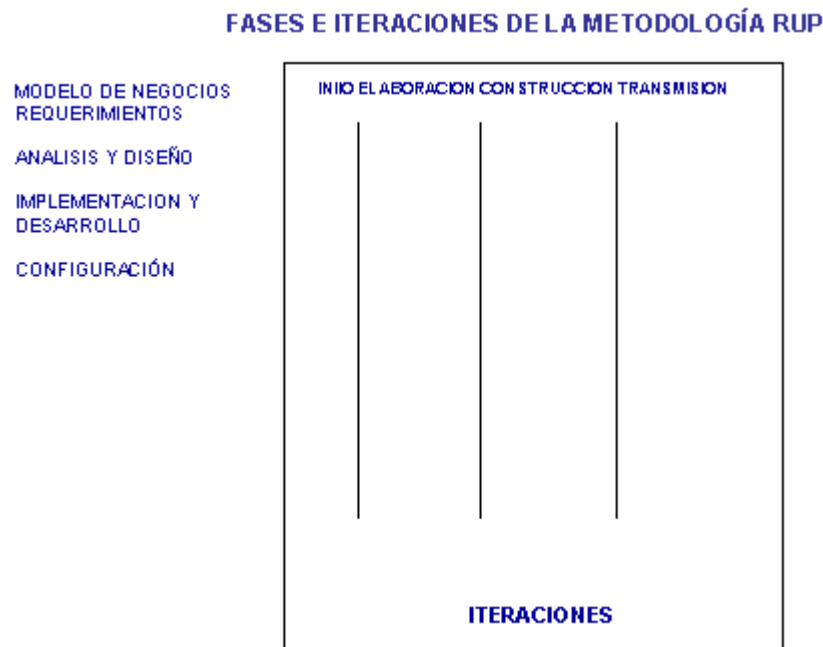 FASES E ITERACIONES DE LA METODOLOGÍA RUP
MODELO DE NEGOCIOS
REQUERIMIENTOS
ANALISIS Y DISEÑO
IMPLEMENTACION Y
DESARROLLO
CONFIGURACIÓN
INIIO ELABORACION CONSTRUCCION TRANSMISION
ITERACIONES